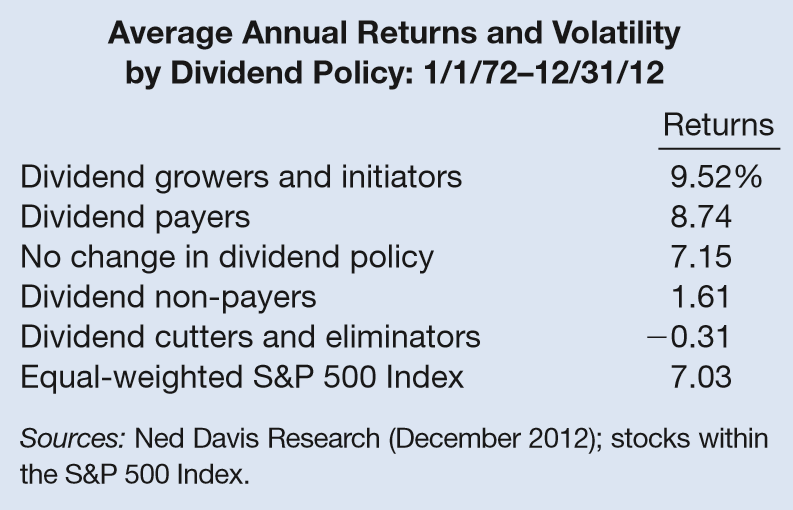 Average Annual Returns and Volatility
by Dividend Policy: 1/1/72–12/31/12
Returns
Dividend growers and initiators 9.52%
Dividend payers 8.74
No change in dividend policy 7.15
Dividend non-payers 1.61
Dividend cutters and eliminators −0.31
Equal-weighted S&P 500 Index 7.03
Sources: Ned Davis Research (December 2012); stocks within
the S&P 500 Index.